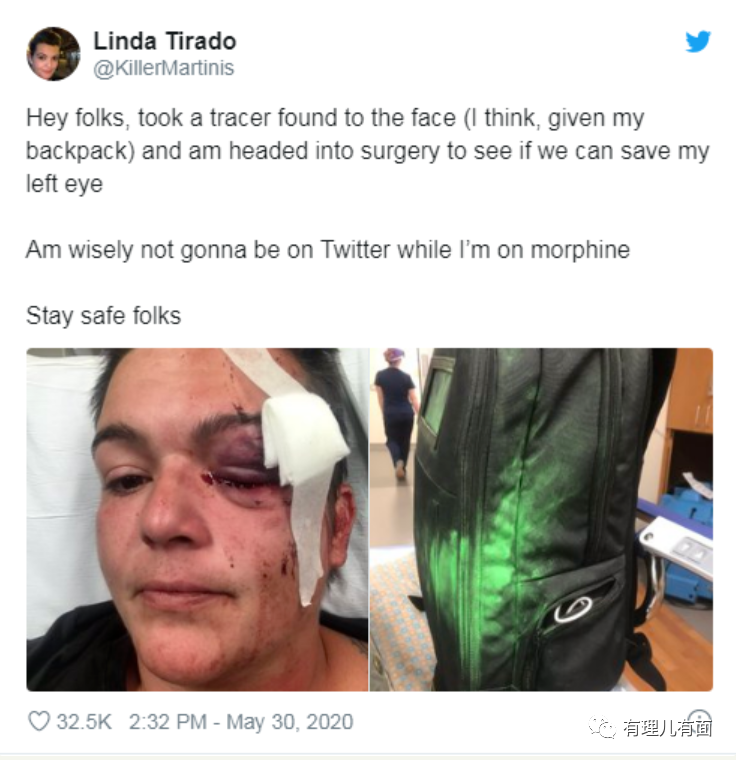 Linda Tirado
@KillerMartinis
Hey folks, took a tracer found to the face (I think, given my
backpack) and am headed into surgery to see if we can save my
left eye
Am wisely not gonna be on Twitter while I'm on morphine
Stay safe folks
32.5K 2:32 PM - May 30, 2020
有理儿有面